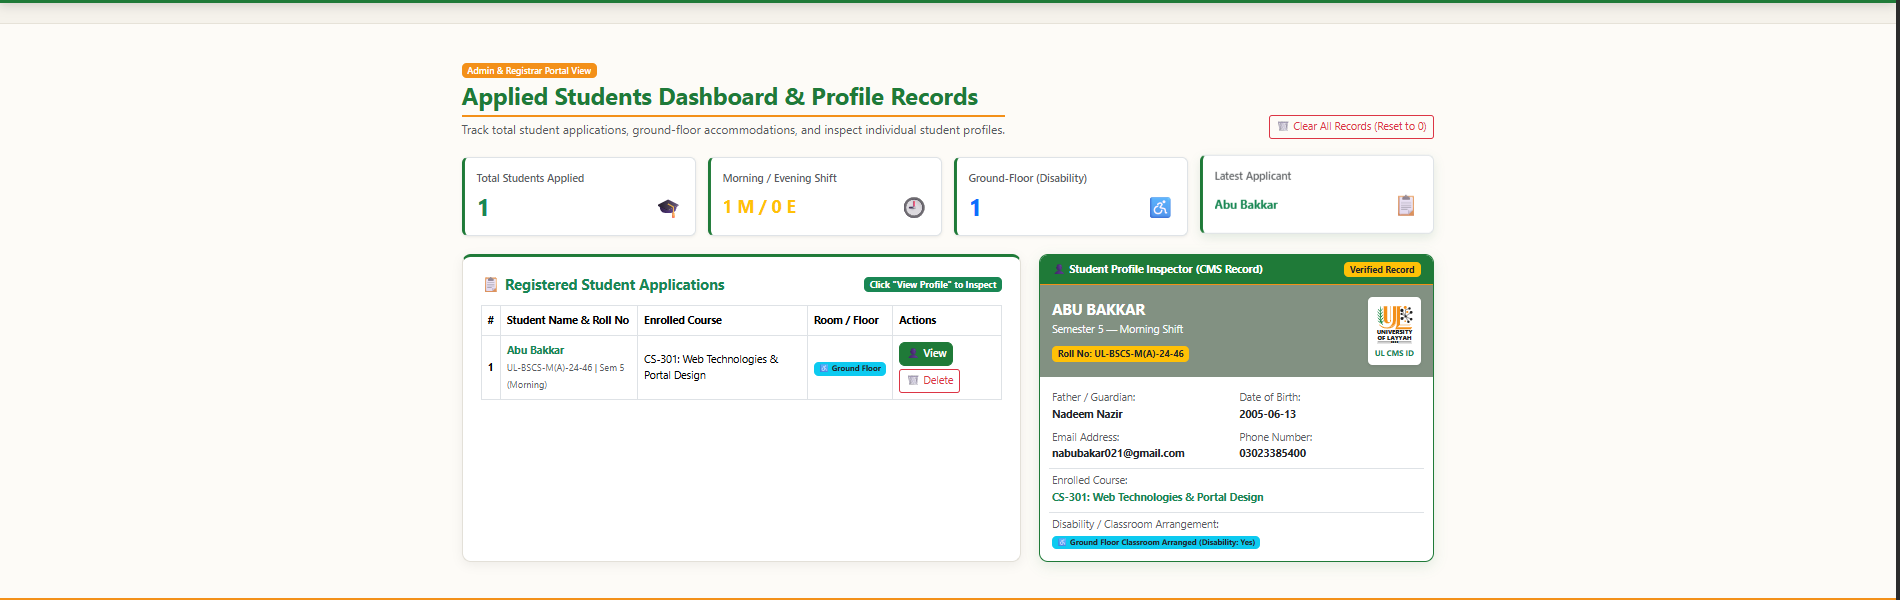 Admin & Registrar Portal View
Applied Students Dashboard & Profile Records
Track total student applications, ground-floor accommodations, and inspect individual student profiles.
Clear All Records (Reset to 0)
Total Students Applied
1
Morning / Evening Shift
1 M / 0 E
Ground-Floor (Disability)
1
Latest Applicant
Abu Bakkar
Registered Student Applications
Click "View Profile" to Inspect
# Student Name & Roll No Enrolled Course Room / Floor Actions
1
Abu Bakkar
UL-BSCS-M(A)-24-46 | Sem 5
(Morning)
CS-301: Web Technologies &
Portal Design
Ground Floor
View
Delete
Student Profile Inspector (CMS Record)
Verified Record
ABU BAKKAR
Semester 5 — Morning Shift
Roll No: UL-BSCS-M(A)-24-46
UL
UNIVERSITY
OF LAYYAH
UL CMS ID
Father / Guardian:
Nadeem Nazir
Date of Birth:
2005-06-13
Email Address:
nabubakar021@gmail.com
Phone Number:
03023385400
Enrolled Course:
CS-301: Web Technologies & Portal Design
Disability / Classroom Arrangement:
Ground Floor Classroom Arranged (Disability: Yes)